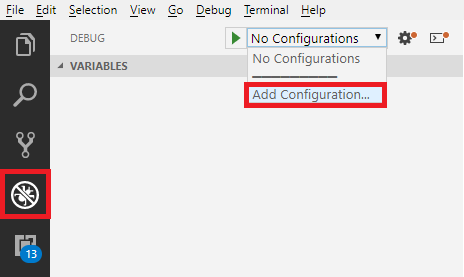 File Edit Selection View Go Debug Terminal Help
DEBUG No Configurations
No Configurations
VARIABLES
Add Configuration...
13